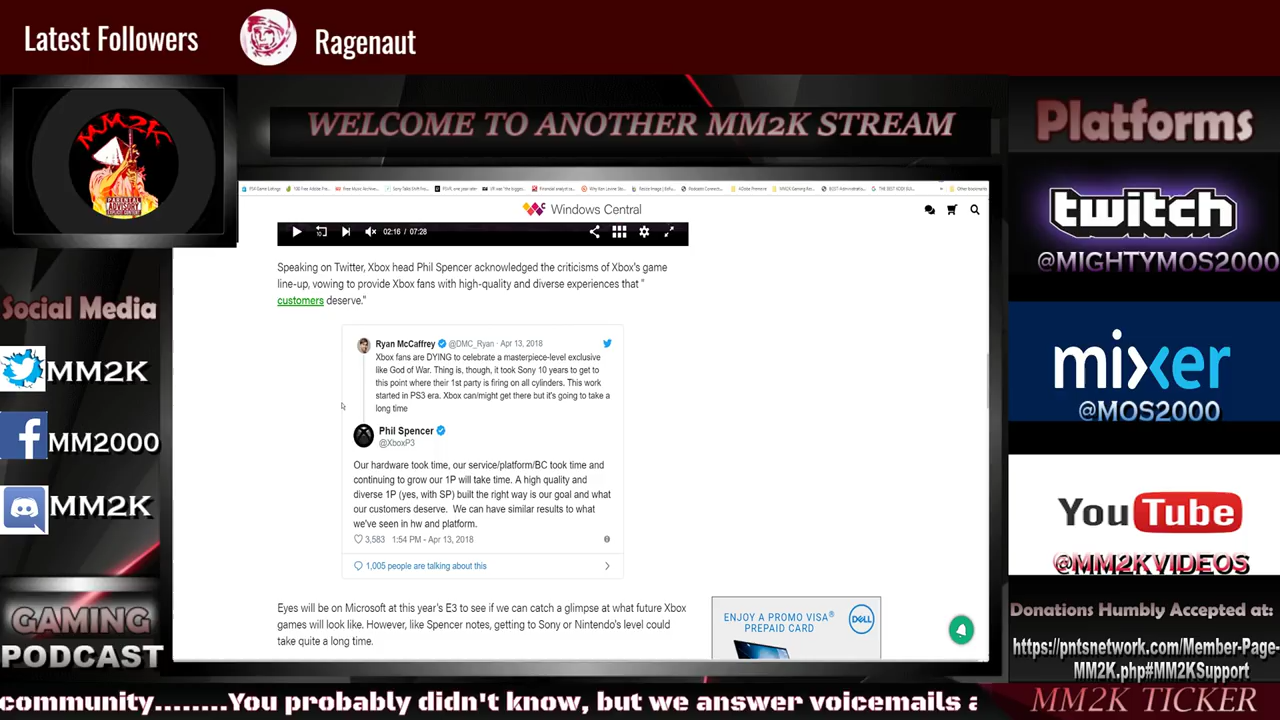 Latest Followers
Ragenaut
WELCOME TO ANOTHER MM2K STREAM
MM2K
PARENTAL
ADVISORY
EXPLICIT CONTENT
Social Media
MM2K
MM2000
MM2K
GAMING
PODCAST
Other bookmarks
Windows Central
10
02:16 / 07:28
Speaking on Twitter, Xbox head Phil Spencer acknowledged the criticisms of Xbox's game
line-up, vowing to provide Xbox fans with high-quality and diverse experiences that "
customers deserve."
Ryan McCaffrey @DMC_Ryan · Apr 13, 2018
Xbox fans are DYING to celebrate a masterpiece-level exclusive
like God of War. Thing is, though, it took Sony 10 years to get to
this point where their 1st party is firing on all cylinders. This work
started in PS3 era. Xbox can/might get there but it's going to take a
long time
Phil Spencer
@XboxP3
Our hardware took time, our service/platform/BC took time and
continuing to grow our 1P will take time. A high quality and
diverse 1P (yes, with SP) built the right way is our goal and what
our customers deserve. We can have similar results to what
we've seen in hw and platform.
3,583 1:54 PM - Apr 13, 2018
1,005 people are talking about this
Eyes will be on Microsoft at this year's E3 to see if we can catch a glimpse at what future Xbox
games will look like. However, like Spencer notes, getting to Sony or Nintendo's level could
take quite a long time.
ENJOY A PROMO VISA®
PREPAID CARD
DELL
Platforms
twitch
@MIGHTYMOS2000
mixer
@MOS2000
YouTube
@MM2KVIDEOS
Donations Humbly Accepted at:
https://pntsnetwork.com/Member-Page-
MM2K.php#MM2KSupport
community........You probably didn't know, but we answer voicemails a
MM2K TICKER